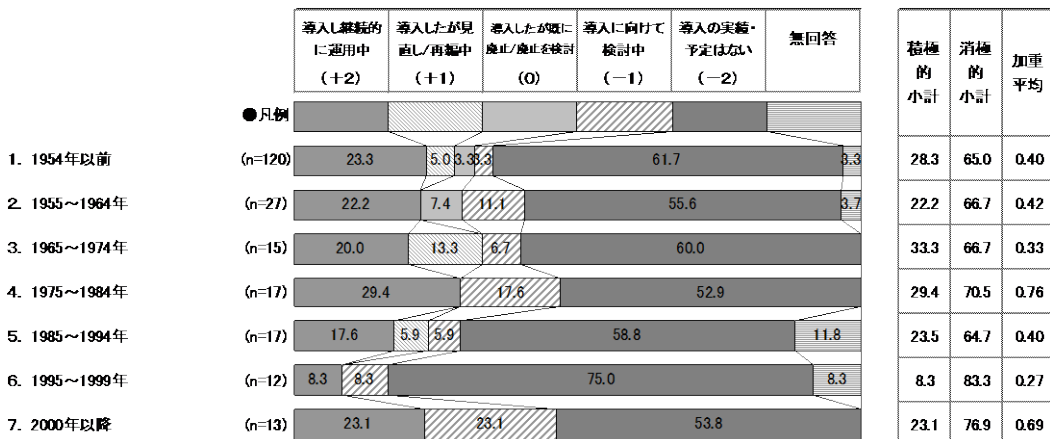 導入し継続的に運用中(+2) 導入したが見直し/再編中(+1) 導入したが既に廃止/廃止を検討(0) 導入に向けて検討中(−1) 導入の実績・予定はない(−2) 無回答 積極的小計 消極的小計 加重平均
●凡例
1. 1954年以前 (n=120) 23.3 5.0 3.3 3.3 61.7 3.3 28.3 65.0 0.40
2. 1955～1964年 (n=27) 22.2 7.4 11.1 55.6 3.7 22.2 66.7 0.42
3. 1965～1974年 (n=15) 20.0 13.3 6.7 60.0 33.3 66.7 0.33
4. 1975～1984年 (n=17) 29.4 17.6 52.9 29.4 70.5 0.76
5. 1985～1994年 (n=17) 17.6 5.9 5.9 58.8 11.8 23.5 64.7 0.40
6. 1995～1999年 (n=12) 8.3 8.3 75.0 8.3 8.3 83.3 0.27
7. 2000年以降 (n=13) 23.1 23.1 53.8 23.1 76.9 0.69